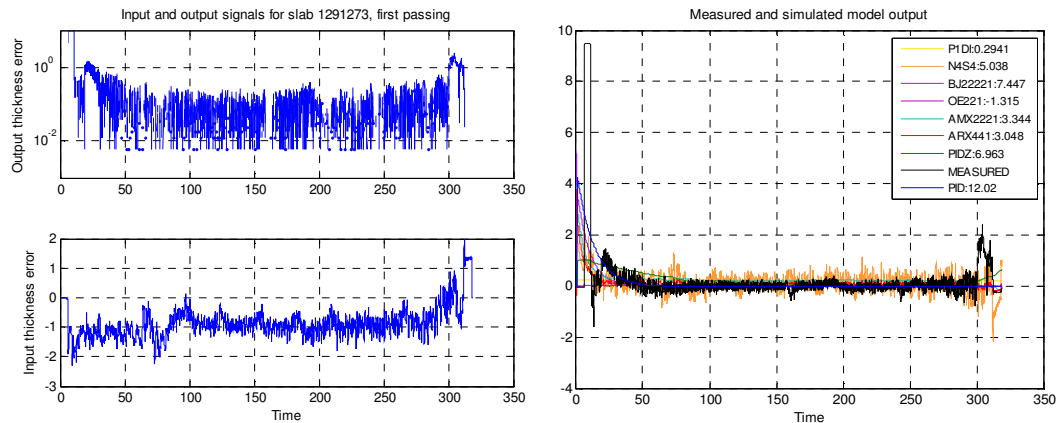 Input and output signals for slab 1291273, first passing
Output thickness error
10^0
10^-2
0 50 100 150 200 250 300 350
Input thickness error
2
1
0
-1
-2
-3
0 50 100 150 200 250 300 350
Time
Measured and simulated model output
10
8
6
4
2
0
-2
-4
0 50 100 150 200 250 300 350
Time
P1DI:0.2941
N4S4:5.038
BJ22221:7.447
OE221:-1.315
AMX2221:3.344
ARX441:3.048
PIDZ:6.963
MEASURED
PID:12.02